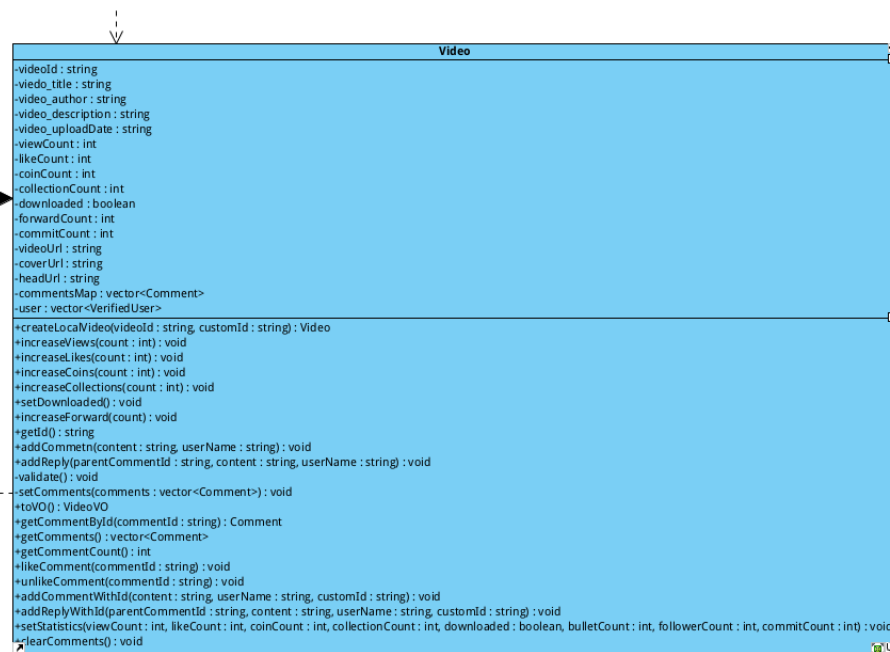 Video
-videoId : string
-viedo_title : string
-video_author : string
-video_description : string
-video_uploadDate : string
-viewCount : int
-likeCount : int
-coinCount : int
-collectionCount : int
-downloaded : boolean
-forwardCount : int
-commitCount : int
-videoUrl : string
-coverUrl : string
-headUrl : string
-commentsMap : vector<Comment>
-user : vector<VerifiedUser>
+createLocalVideo(videoId : string, customId : string) : Video
+increaseViews(count : int) : void
+increaseLikes(count : int) : void
+increaseCoins(count : int) : void
+increaseCollections(count : int) : void
+setDownloaded() : void
+increaseForward(count) : void
+getId() : string
+addCommetn(content : string, userName : string) : void
+addReply(parentCommentId : string, content : string, userName : string) : void
-validate() : void
-setComments(comments : vector<Comment>) : void
+toVO() : VideoVO
+getCommentById(commentId : string) : Comment
+getComments() : vector<Comment>
+getCommentCount() : int
+likeComment(commentId : string) : void
+unlikeComment(commentId : string) : void
+addCommentWithId(content : string, userName : string, customId : string) : void
+addReplyWithId(parentCommentId : string, content : string, userName : string, customId : string) : void
+setStatistics(viewCount : int, likeCount : int, coinCount : int, collectionCount : int, downloaded : boolean, bulletCount : int, followerCount : int, commitCount : int) : void
+clearComments() : void